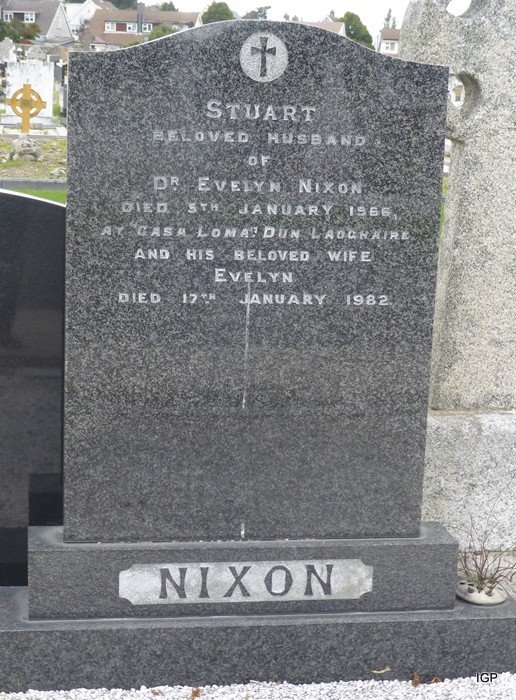 STUART
BELOVED HUSBAND
OF
DR EVELYN NIXON
DIED 5TH JANUARY 1966,
AT "CASA LOMA" DUN LAOGHAIRE
AND HIS BELOVED WIFE
EVELYN
DIED 17TH JANUARY 1982.
NIXON
IGP